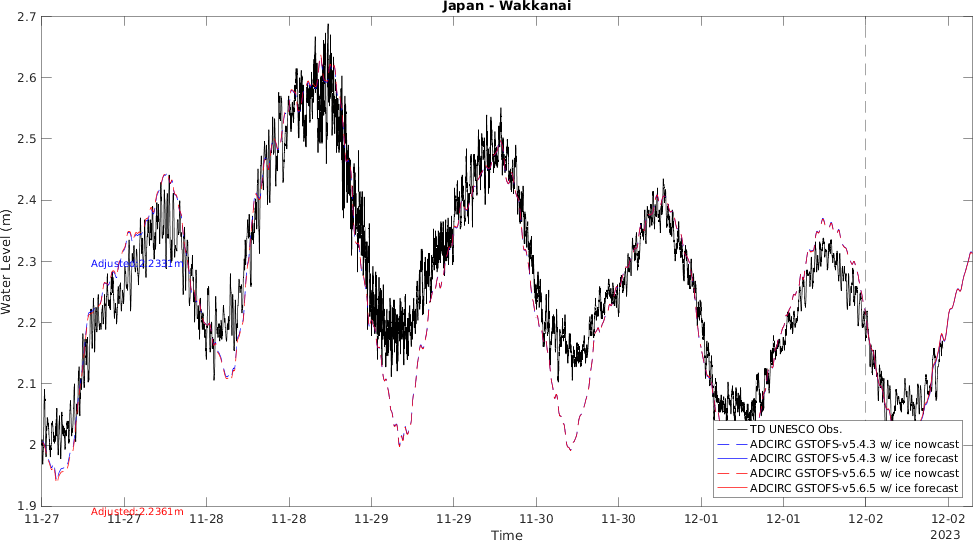 Japan - Wakkanai
2.7
2.6
2.5
2.4
2.3
2.2
2.1
2
1.9
Water Level (m)
Adjusted:2.2331m
Adjusted:2.2361m
TD UNESCO Obs.
ADCIRC GSTOFS-v5.4.3 w/ ice nowcast
ADCIRC GSTOFS-v5.4.3 w/ ice forecast
ADCIRC GSTOFS-v5.6.5 w/ ice nowcast
ADCIRC GSTOFS-v5.6.5 w/ ice forecast
11-27 11-27 11-28 11-28 11-29 11-29 11-30 11-30 12-01 12-01 12-02 12-02
Time
2023